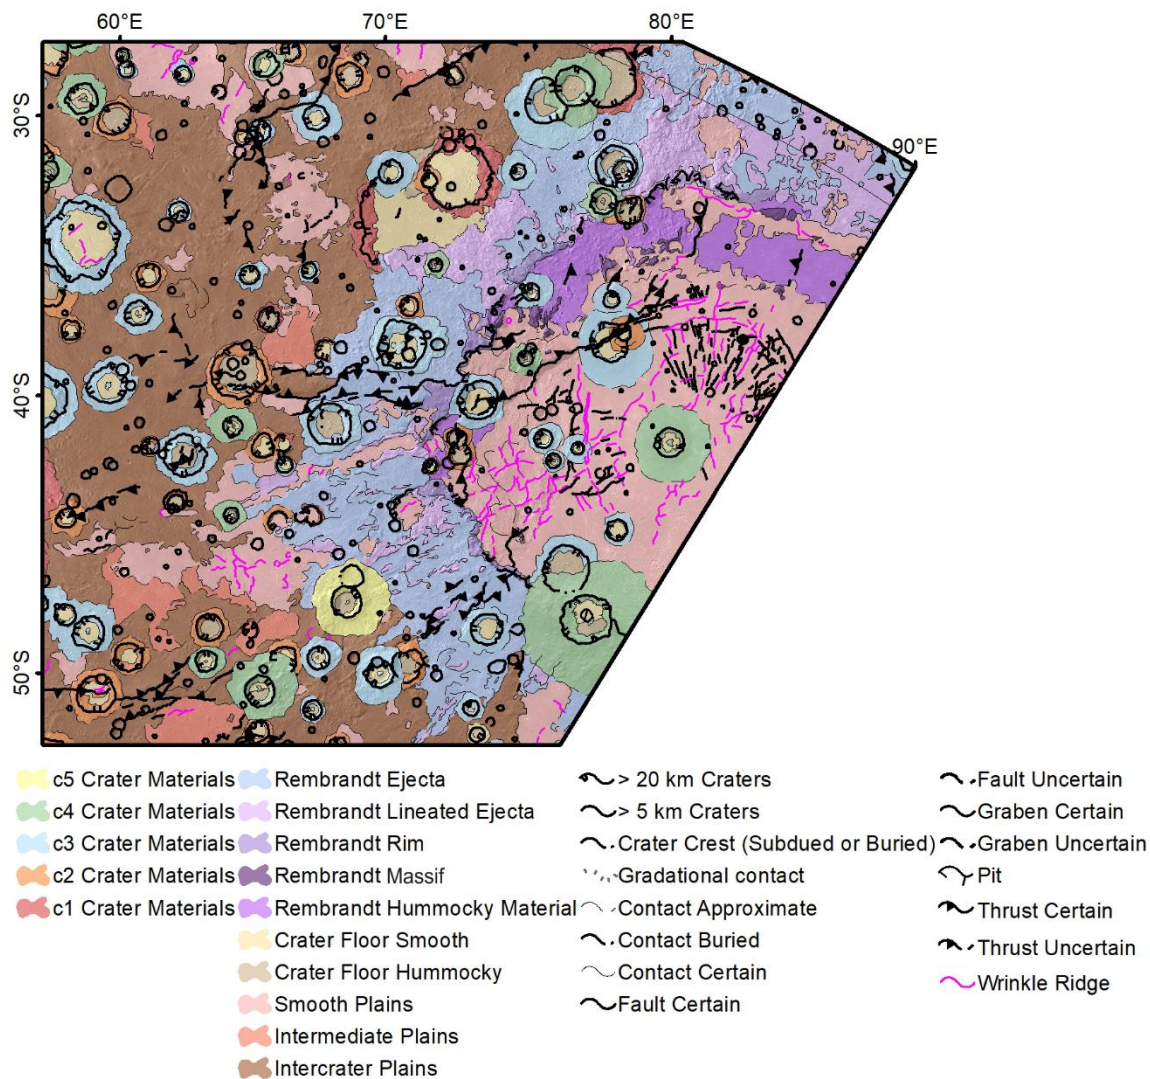 60°E 70°E 80°E
90°E
30°S
40°S
50°S
c5 Crater Materials
c4 Crater Materials
c3 Crater Materials
c2 Crater Materials
c1 Crater Materials
Rembrandt Ejecta
Rembrandt Lineated Ejecta
Rembrandt Rim
Rembrandt Massif
Rembrandt Hummocky Material
Crater Floor Smooth
Crater Floor Hummocky
Smooth Plains
Intermediate Plains
Intercrater Plains
> 20 km Craters
> 5 km Craters
Crater Crest (Subdued or Buried)
Gradational contact
Contact Approximate
Contact Buried
Contact Certain
Fault Certain
Fault Uncertain
Graben Certain
Graben Uncertain
Pit
Thrust Certain
Thrust Uncertain
Wrinkle Ridge